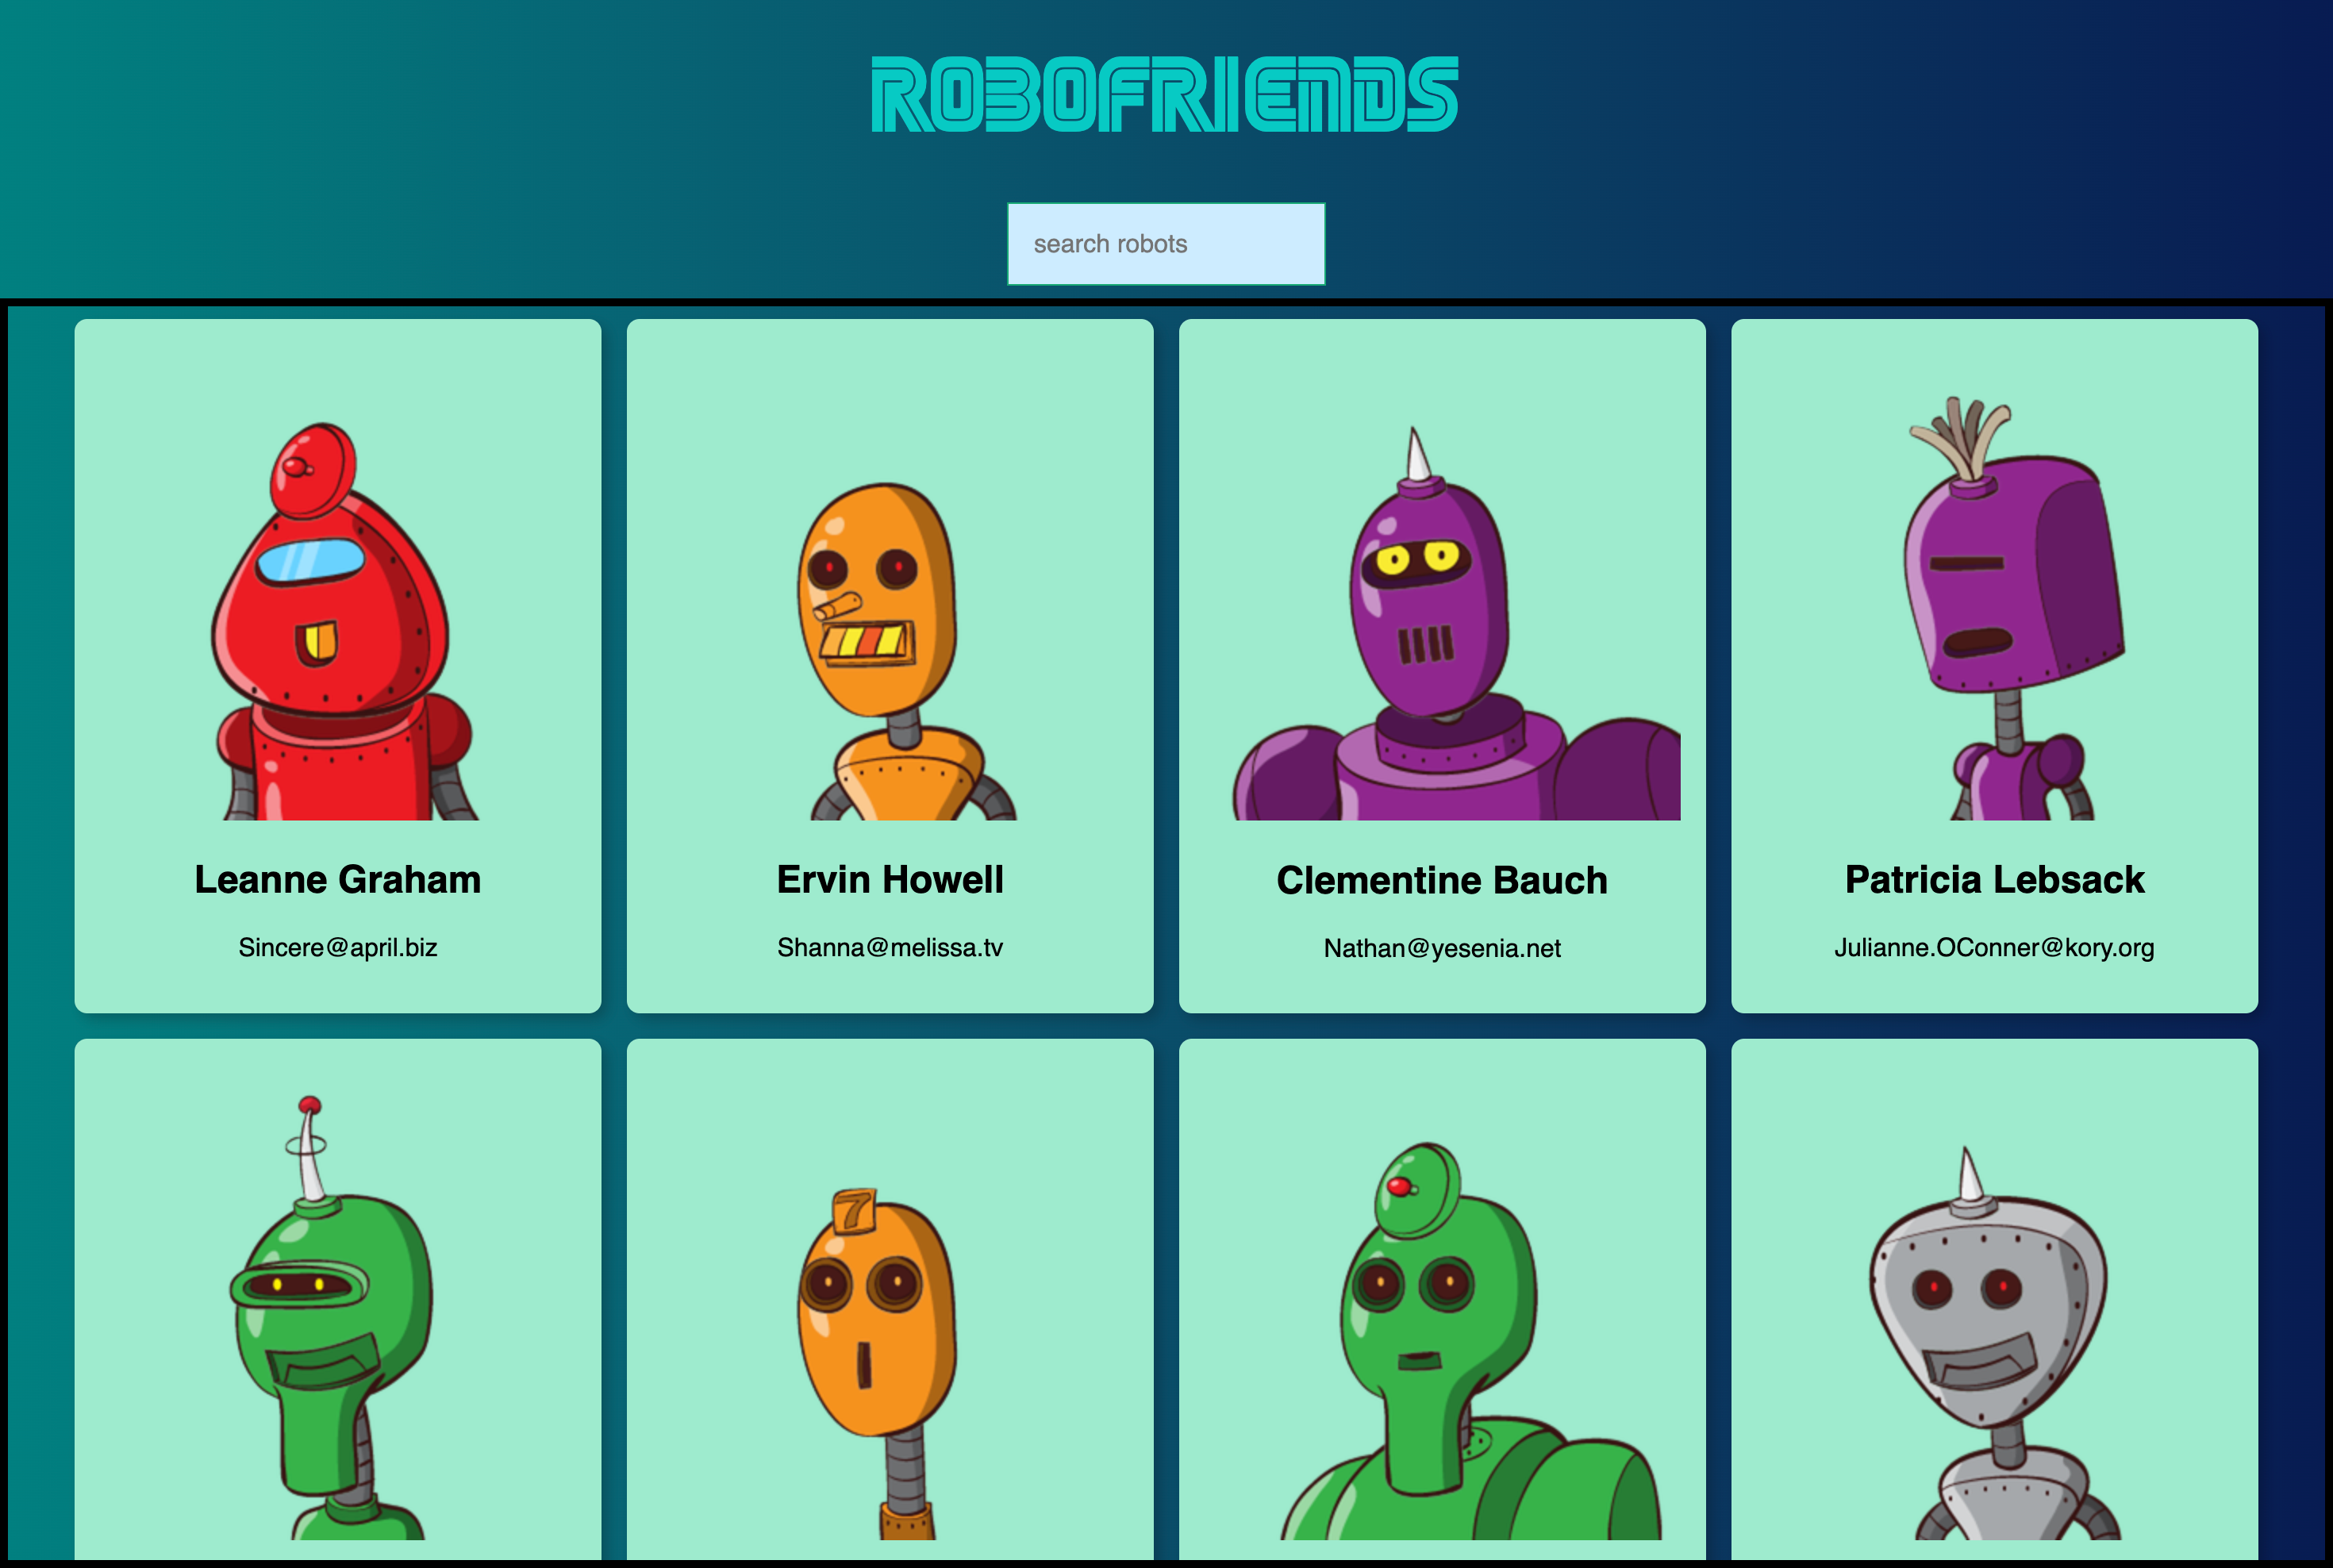 ROBOFRIENDS
search robots
Leanne Graham
Sincere@april.biz
Ervin Howell
Shanna@melissa.tv
Clementine Bauch
Nathan@yesenia.net
Patricia Lebsack
Julianne.OConner@kory.org
7